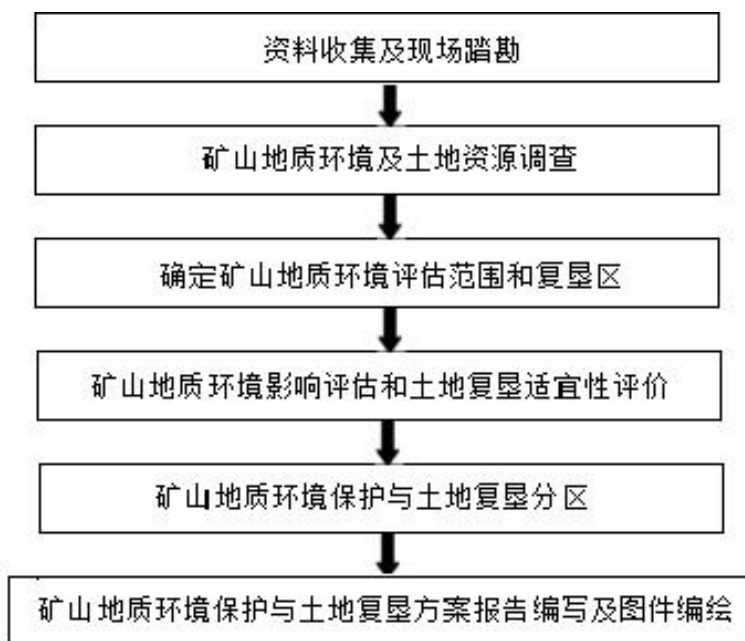 资料收集及现场踏勘
矿山地质环境及土地资源调查
确定矿山地质环境评估范围和复垦区
矿山地质环境影响评估和土地复垦适宜性评价
矿山地质环境保护与土地复垦分区
矿山地质环境保护与土地复垦方案报告编写及图件编绘